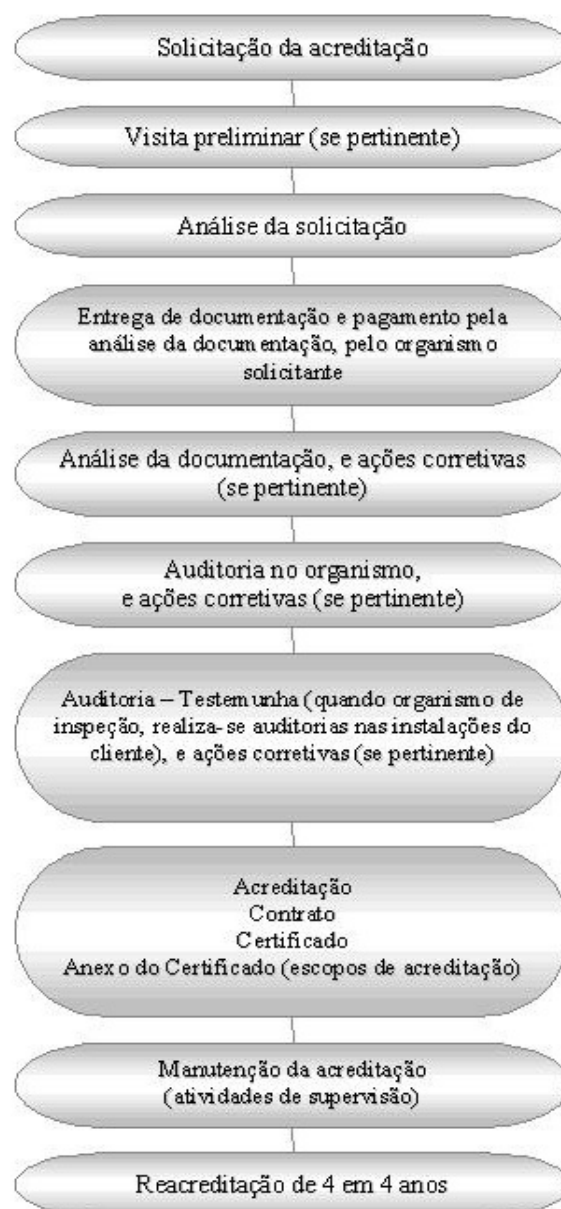 Solicitação da acreditação
Visita preliminar (se pertinente)
Análise da solicitação
Entrega de documentação e pagamento pela
análise da documentação, pelo organismo
solicitante
Análise da documentação, e ações corretivas
(se pertinente)
Auditoria no organismo,
e ações corretivas (se pertinente)
Auditoria – Testemunha (quando organismo de
inspeção, realiza-se auditorias nas instalações do
cliente), e ações corretivas (se pertinente)
Acreditação
Contrato
Certificado
Anexo do Certificado (escopos de acreditação)
Manutenção da acreditação
(atividades de supervisão)
Reacreditação de 4 em 4 anos